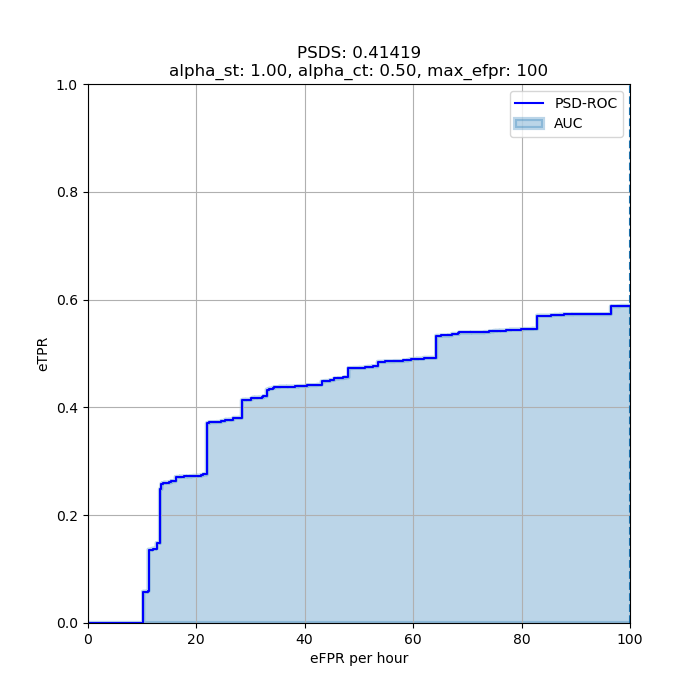 PSDS: 0.41419
alpha_st: 1.00, alpha_ct: 0.50, max_efpr: 100
PSD-ROC
AUC
1.0
0.8
0.6
0.4
0.2
0.0
eTPR
0 20 40 60 80 100
eFPR per hour